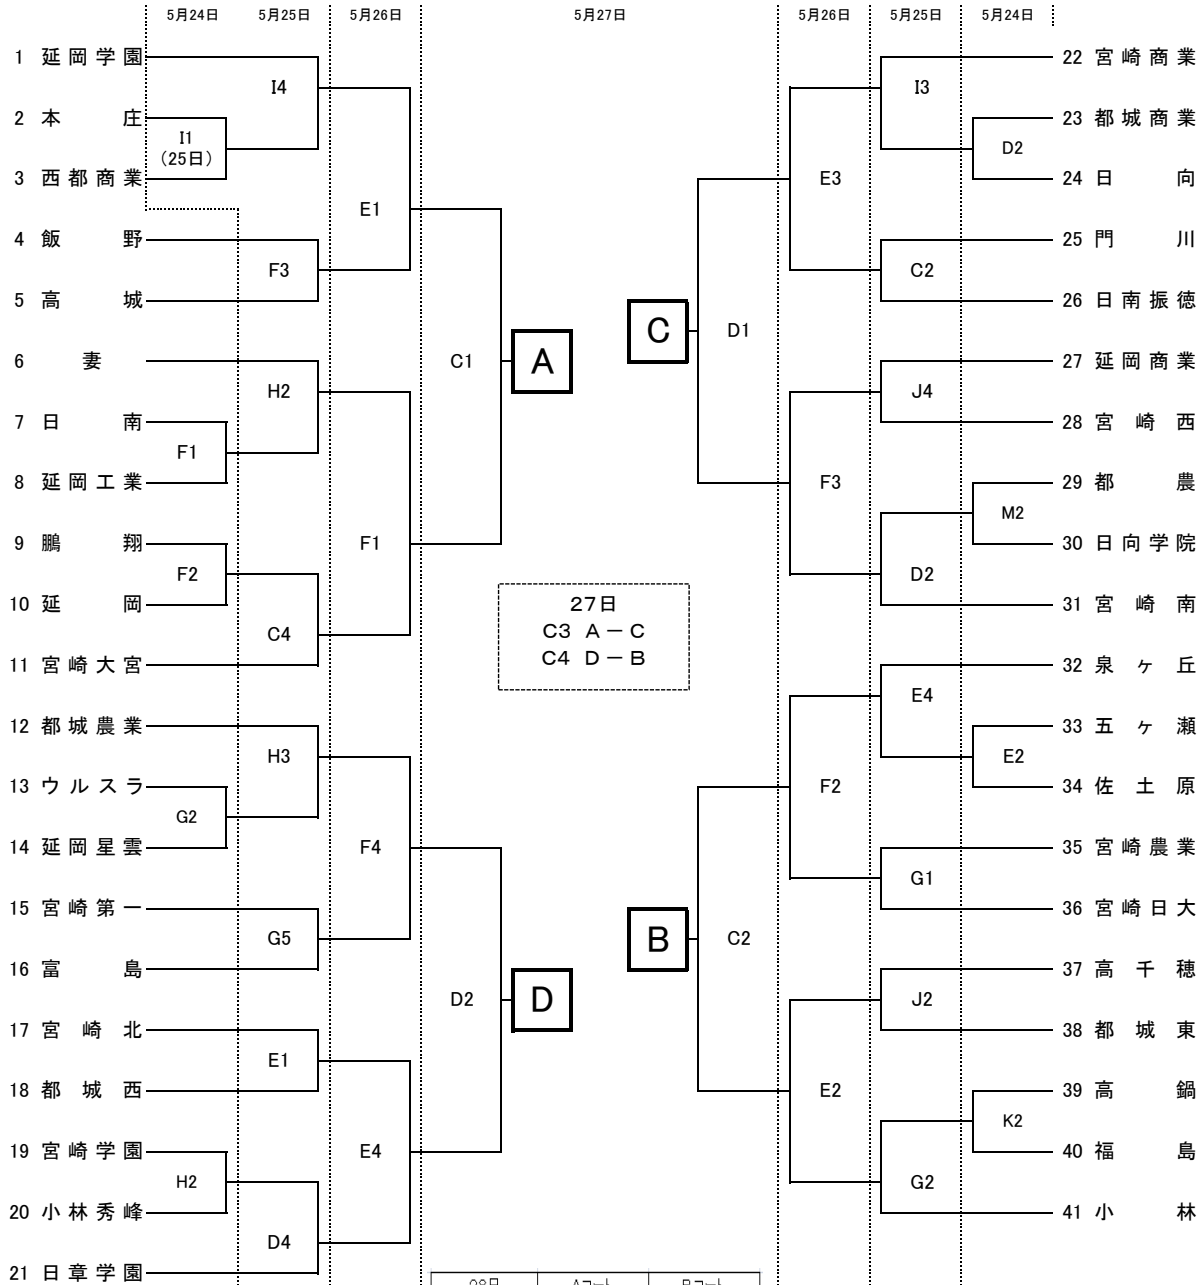 5月24日 5月25日 5月26日 5月27日 5月26日 5月25日 5月24日
1 延岡学園
I4
2 本庄
I1
（25日）
3 西都商業
E1
4 飯野
F3
5 高城
C1
A
6 妻
H2
7 日南
F1
8 延岡工業
9 鵬翔
F1
F2
10 延岡
C4
11 宮崎大宮
12 都城農業
H3
13 ウルスラ
G2
14 延岡星雲
F4
15 宮崎第一
G5
16 富島
D2
D
17 宮崎北
E1
18 都城西
19 宮崎学園
E4
H2
20 小林秀峰
D4
21 日章学園
27日
C3 A－C
C4 D－B
22 宮崎商業
I3
23 都城商業
D2
24 日向
E3
25 門川
C2
26 日南振徳
C
D1
27 延岡商業
J4
28 宮崎西
F3
29 都農
M2
30 日向学院
D2
31 宮崎南
32 泉ヶ丘
E4
33 五ヶ瀬
E2
34 佐土原
F2
35 宮崎農業
G1
36 宮崎日大
B
C2
37 高千穂
J2
38 都城東
E2
39 高鍋
K2
40 福島
G2
41 小林